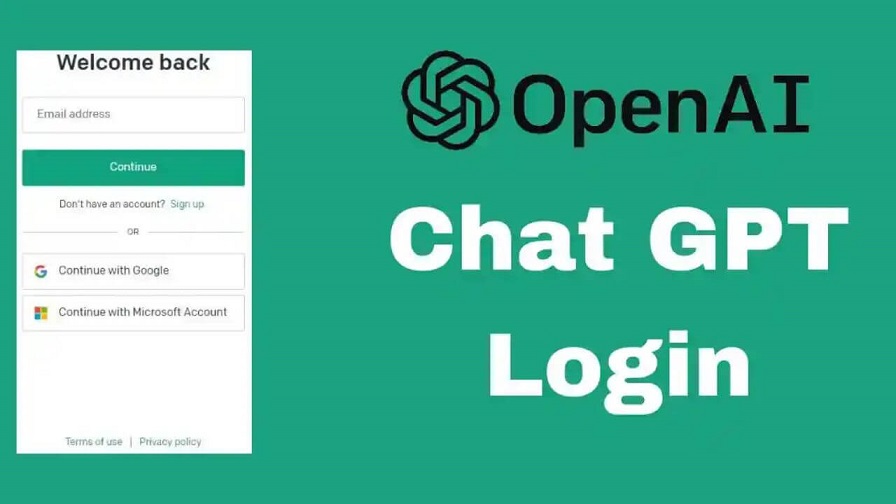 Welcome back
Email address
Continue
Don't have an account? Sign up
OR
Continue with Google
Continue with Microsoft Account
Terms of use | Privacy policy
OpenAI
Chat GPT
Login